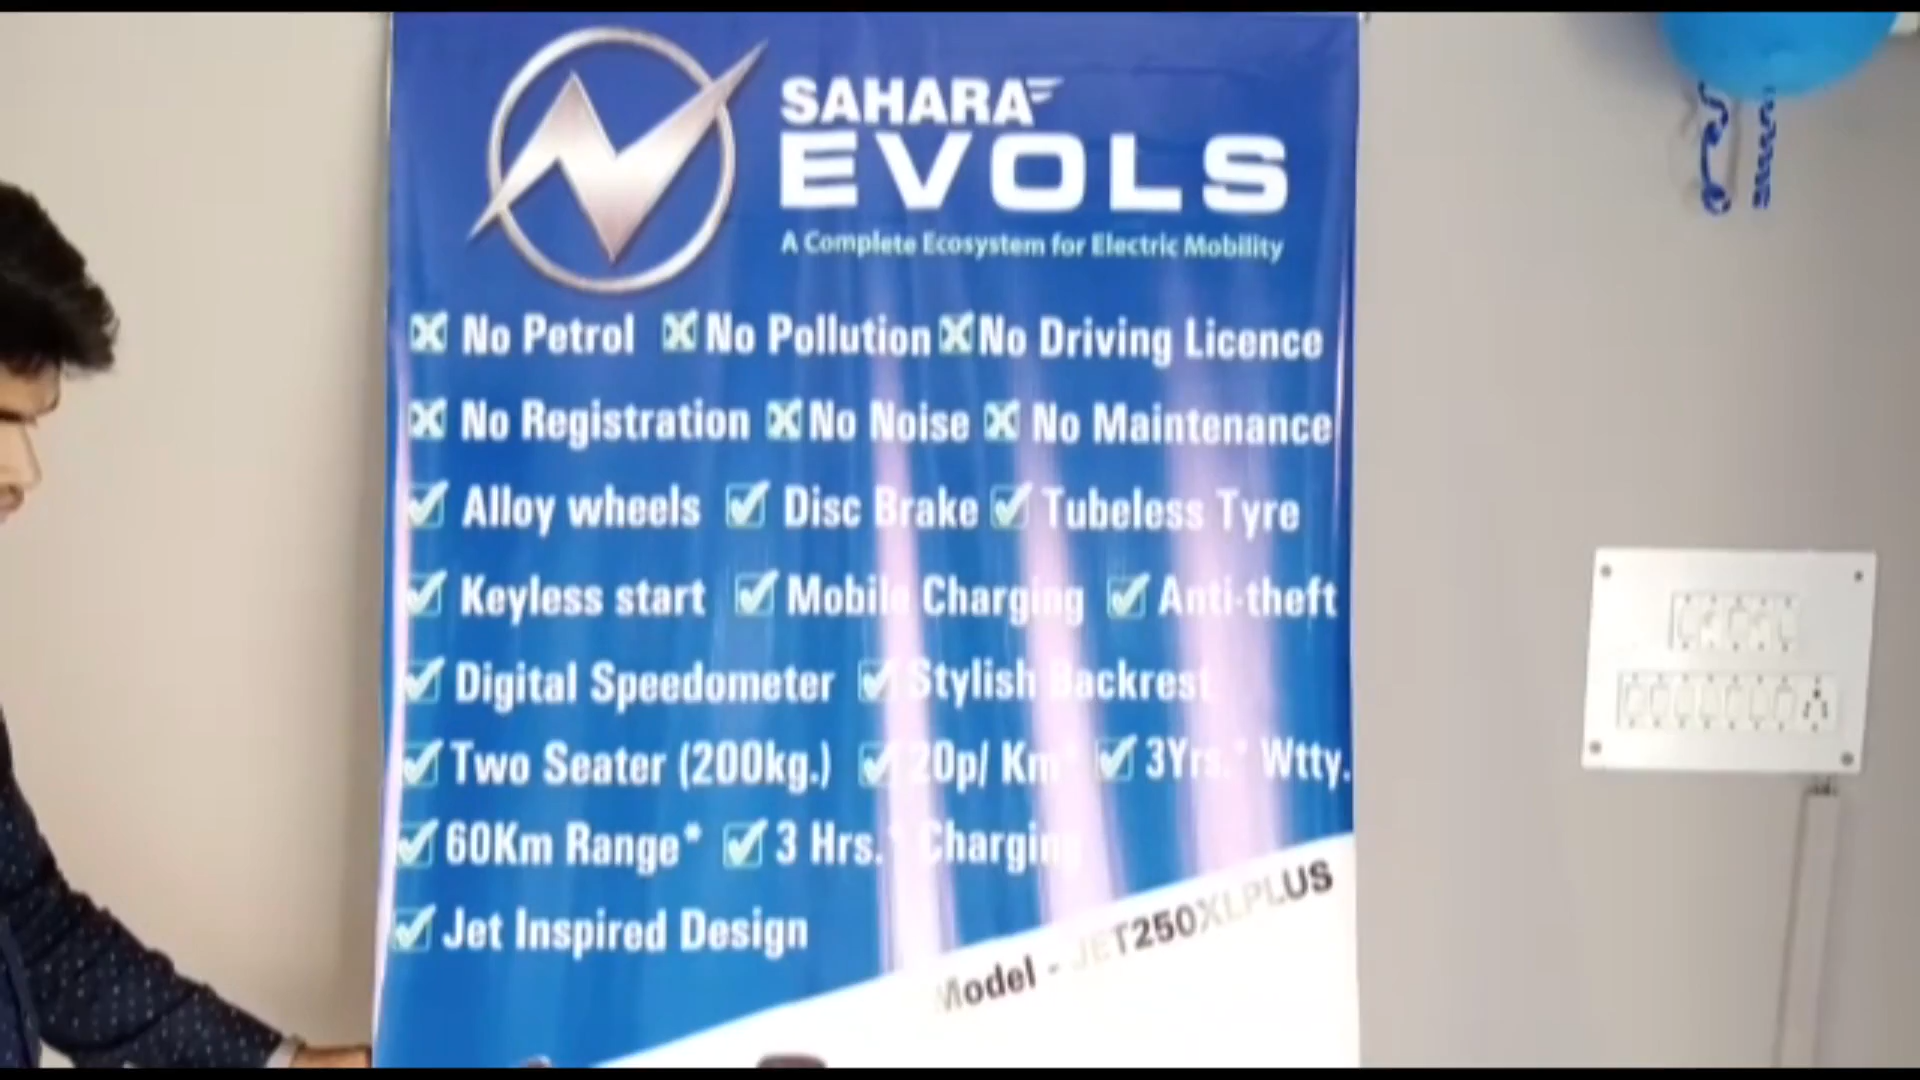 SAHARA
EVOLS
A Complete Ecosystem for Electric Mobility
No Petrol No Pollution No Driving Licence
No Registration No Noise No Maintenance
Alloy wheels Disc Brake Tubeless Tyre
Keyless start Mobile Charging Anti-theft
Digital Speedometer Stylish Backrest
Two Seater (200kg.) 20p/ Km* 3Yrs.* Wtty.
60Km Range* 3 Hrs.* Charging
Jet Inspired Design
Model - JET250XLPLUS